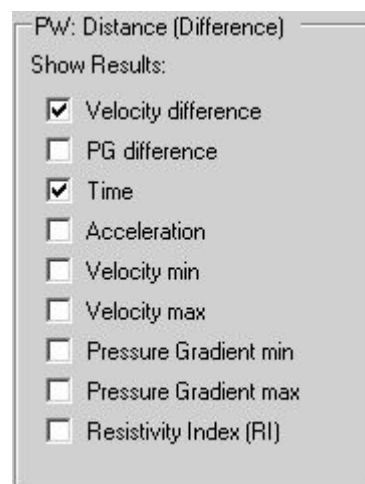 PW: Distance (Difference)
Show Results:
Velocity difference
PG difference
Time
Acceleration
Velocity min
Velocity max
Pressure Gradient min
Pressure Gradient max
Resistivity Index (RI)